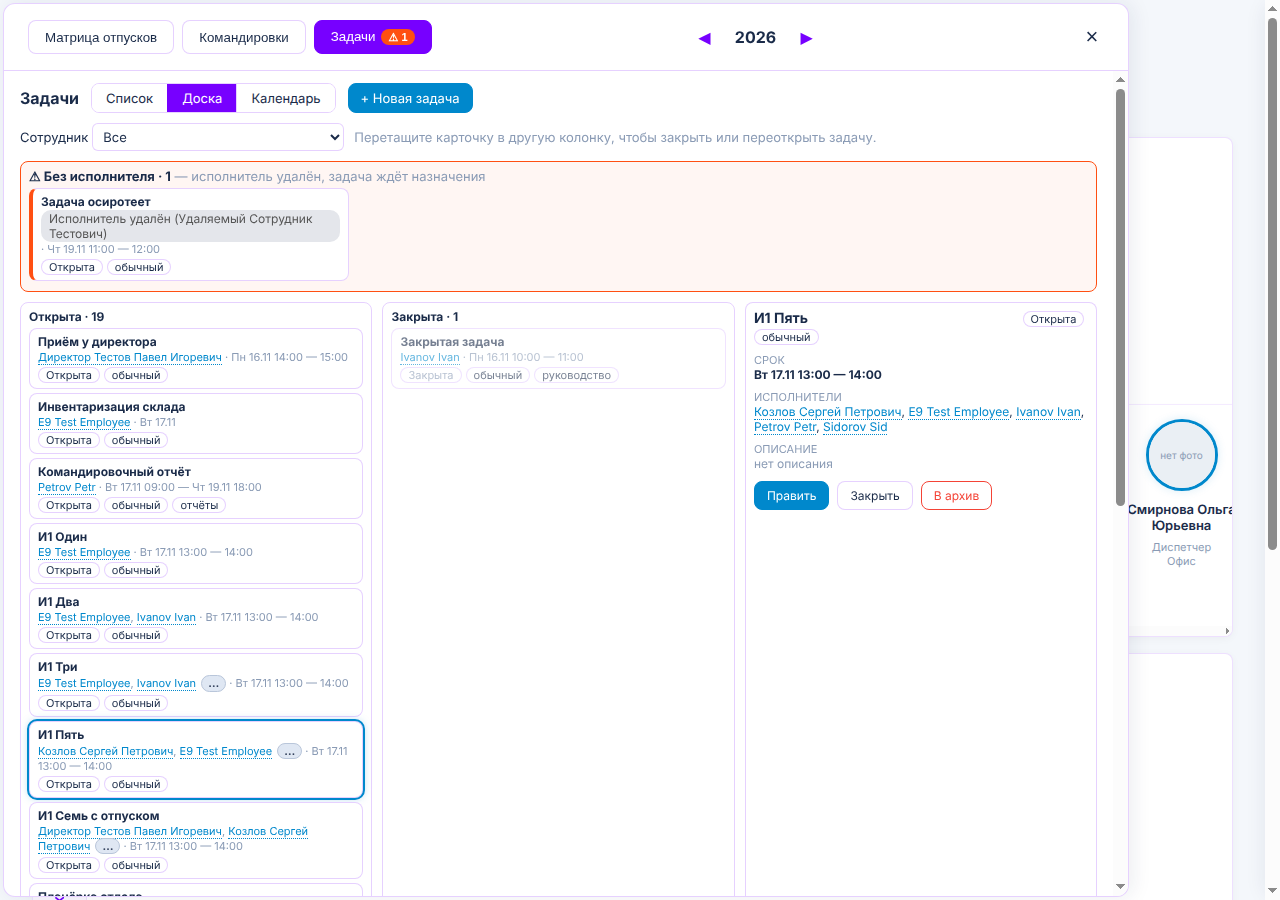 Матрица отпусков
Командировки
Задачи ⚠ 1
◀ 2026 ▶
×
Задачи
Список
Доска
Календарь
+ Новая задача
Сотрудник
Все
Перетащите карточку в другую колонку, чтобы закрыть или переоткрыть задачу.
⚠ Без исполнителя · 1 — исполнитель удалён, задача ждёт назначения
Задача осиротеет
Исполнитель удалён (Удаляемый Сотрудник
Тестович)
· Чт 19.11 11:00 — 12:00
Открыта обычный
Открыта · 19
Приём у директора
Директор Тестов Павел Игоревич · Пн 16.11 14:00 — 15:00
Открыта обычный
Инвентаризация склада
E9 Test Employee · Вт 17.11
Открыта обычный
Командировочный отчёт
Petrov Petr · Вт 17.11 09:00 — Чт 19.11 18:00
Открыта обычный отчёты
И1 Один
E9 Test Employee · Вт 17.11 13:00 — 14:00
Открыта обычный
И1 Два
E9 Test Employee, Ivanov Ivan · Вт 17.11 13:00 — 14:00
Открыта обычный
И1 Три
E9 Test Employee, Ivanov Ivan ... · Вт 17.11 13:00 — 14:00
Открыта обычный
И1 Пять
Козлов Сергей Петрович, E9 Test Employee ... · Вт 17.11
13:00 — 14:00
Открыта обычный
И1 Семь с отпуском
Директор Тестов Павел Игоревич, Козлов Сергей
Петрович ... · Вт 17.11 13:00 — 14:00
Открыта обычный
Закрыта · 1
Закрытая задача
Ivanov Ivan · Пн 16.11 10:00 — 11:00
Закрыта обычный руководство
И1 Пять
Открыта
обычный
СРОК
Вт 17.11 13:00 — 14:00
ИСПОЛНИТЕЛИ
Козлов Сергей Петрович, E9 Test Employee, Ivanov Ivan,
Petrov Petr, Sidorov Sid
ОПИСАНИЕ
нет описания
Править
Закрыть
В архив
нет фото
Смирнова Ольга
Юрьевна
Диспетчер
Офис